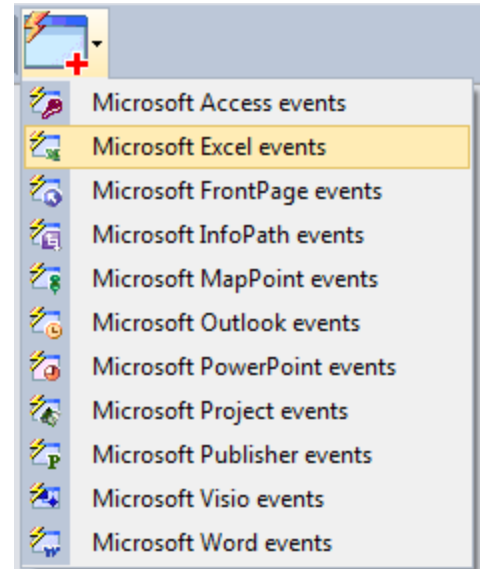 Microsoft Access events
Microsoft Excel events
Microsoft FrontPage events
Microsoft InfoPath events
Microsoft MapPoint events
Microsoft Outlook events
Microsoft PowerPoint events
Microsoft Project events
Microsoft Publisher events
Microsoft Visio events
Microsoft Word events